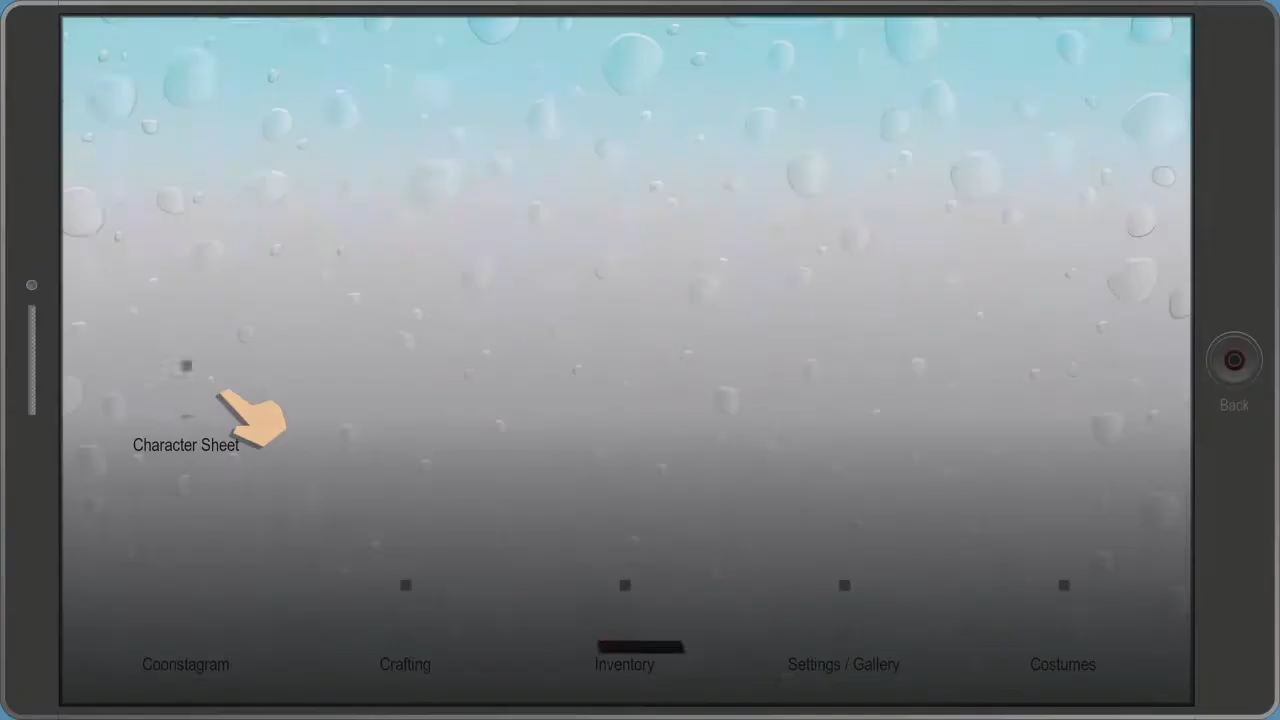 Back
Character Sheet
Coonstagram
Crafting
Inventory
Settings / Gallery
Costumes